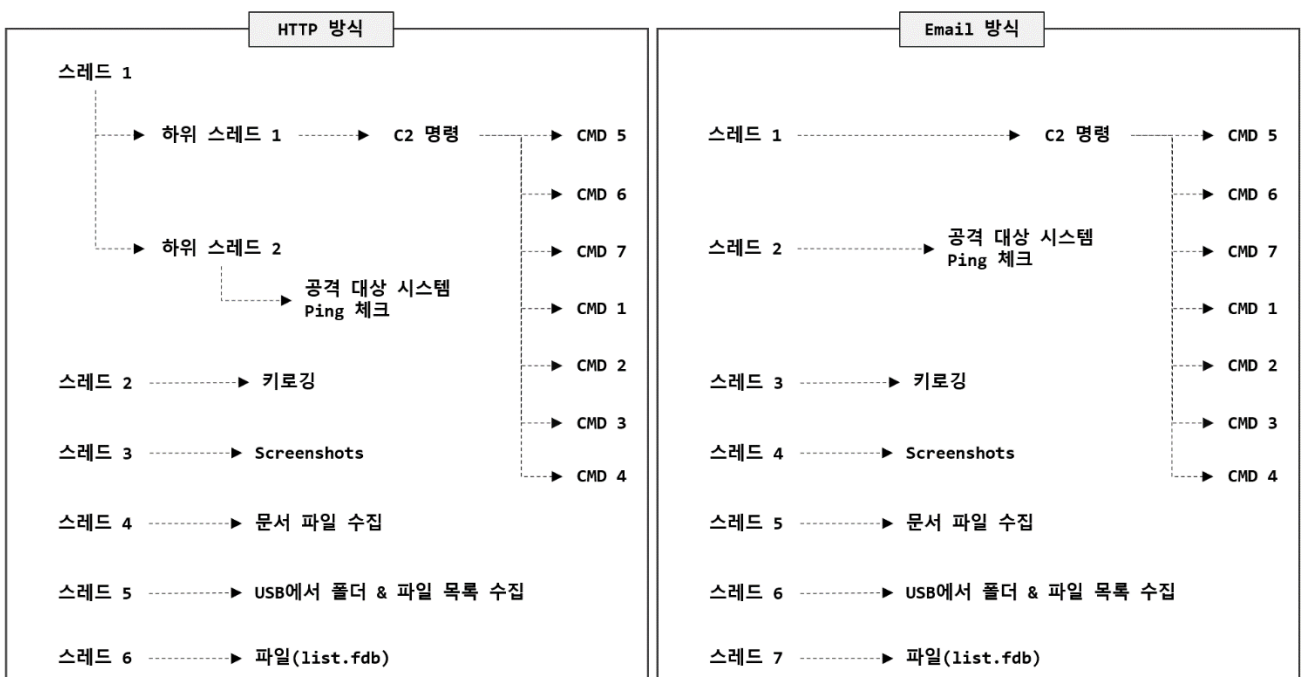 HTTP 방식
스레드 1
하위 스레드 1
C2 명령
CMD 5
CMD 6
하위 스레드 2
CMD 7
공격 대상 시스템
Ping 체크
CMD 1
스레드 2
키로깅
CMD 2
CMD 3
스레드 3
Screenshots
CMD 4
스레드 4
문서 파일 수집
스레드 5
USB에서 폴더 & 파일 목록 수집
스레드 6
파일(list.fdb)
Email 방식
스레드 1
C2 명령
CMD 5
CMD 6
스레드 2
공격 대상 시스템
Ping 체크
CMD 7
CMD 1
스레드 3
키로깅
CMD 2
CMD 3
스레드 4
Screenshots
CMD 4
스레드 5
문서 파일 수집
스레드 6
USB에서 폴더 & 파일 목록 수집
스레드 7
파일(list.fdb)